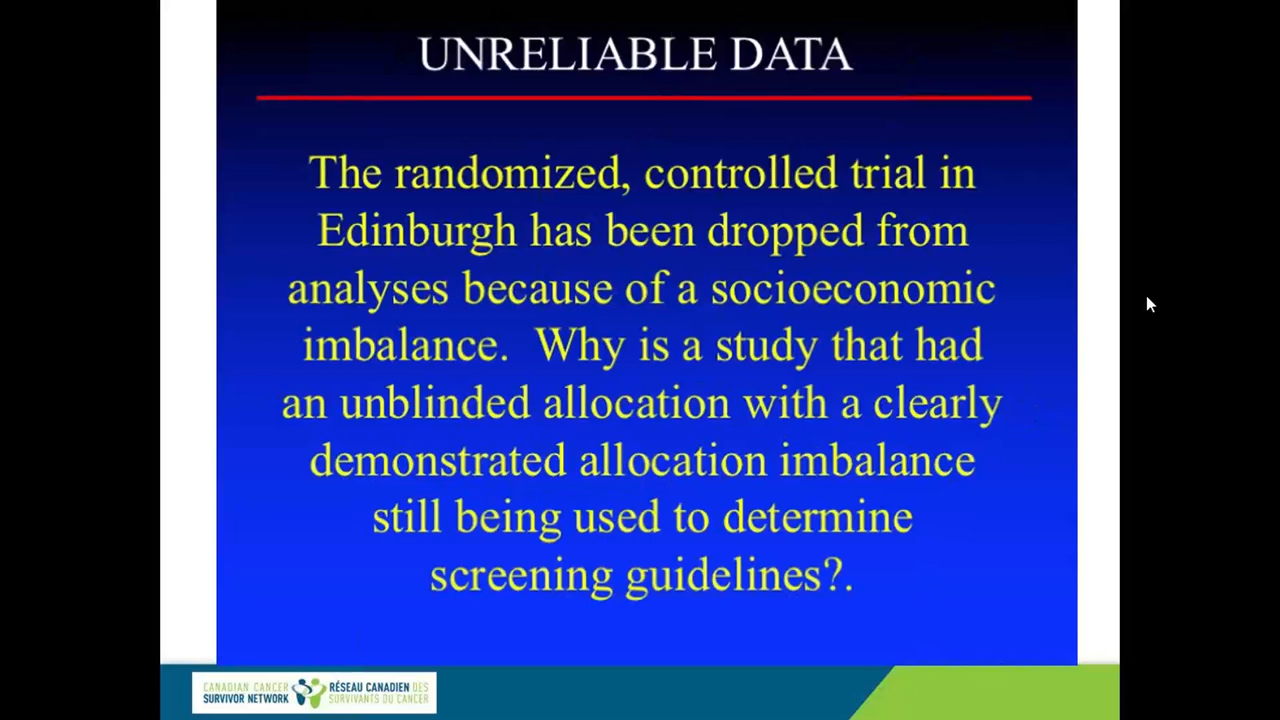 UNRELIABLE DATA
The randomized, controlled trial in
Edinburgh has been dropped from
analyses because of a socioeconomic
imbalance.  Why is a study that had
an unblinded allocation with a clearly
demonstrated allocation imbalance
still being used to determine
screening guidelines?.
CANADIAN CANCER
SURVIVOR NETWORK
RÉSEAU CANADIEN DES
SURVIVANTS DU CANCER